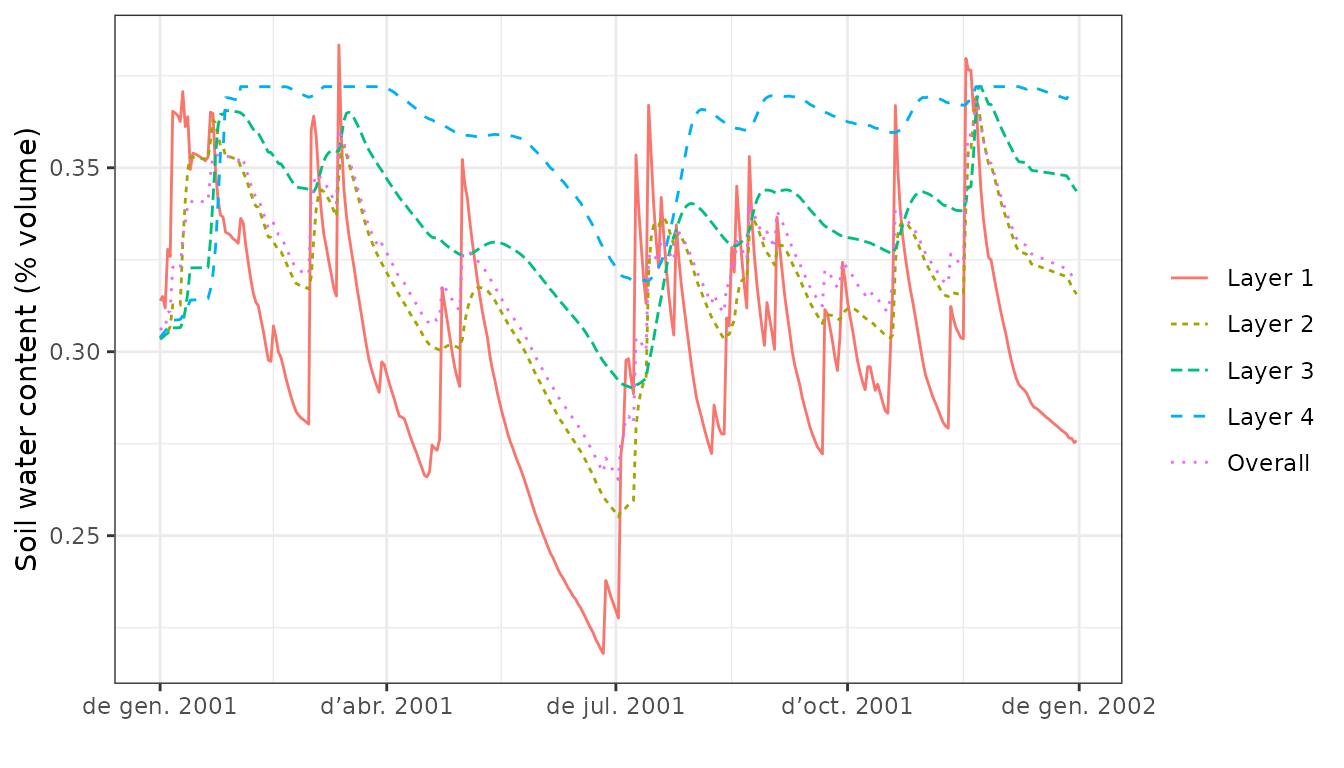 Soil water content (% volume)
0.35
0.30
0.25
de gen. 2001
d’abr. 2001
de jul. 2001
d’oct. 2001
de gen. 2002
Layer 1
Layer 2
Layer 3
Layer 4
Overall